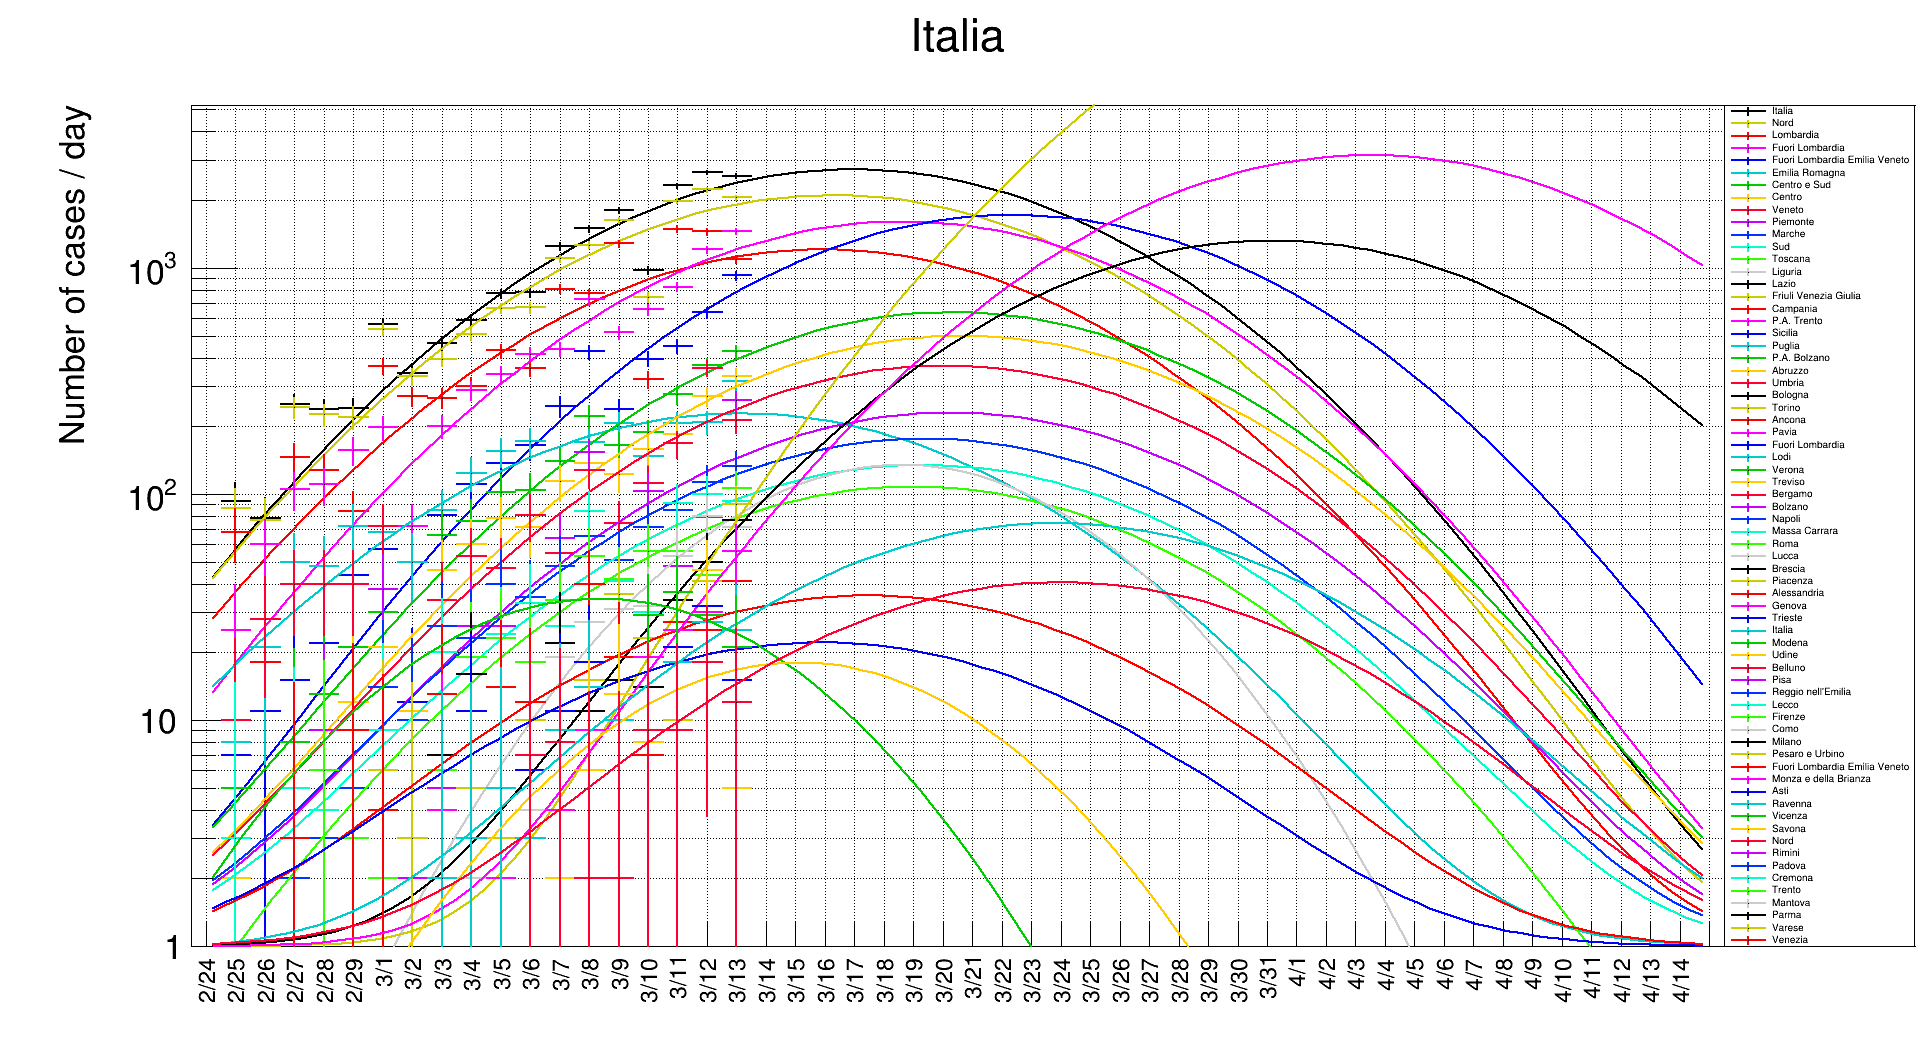 Italia
Number of cases / day
10³
10²
10
1
2/24
2/25
2/26
2/27
2/28
2/29
3/1
3/2
3/3
3/4
3/5
3/6
3/7
3/8
3/9
3/10
3/11
3/12
3/13
3/14
3/15
3/16
3/17
3/18
3/19
3/20
3/21
3/22
3/23
3/24
3/25
3/26
3/27
3/28
3/29
3/30
3/31
4/1
4/2
4/3
4/4
4/5
4/6
4/7
4/8
4/9
4/10
4/11
4/12
4/13
4/14
Italia
Nord
Lombardia
Fuori Lombardia
Fuori Lombardia Emilia Veneto
Emilia Romagna
Centro e Sud
Centro
Veneto
Piemonte
Marche
Sud
Toscana
Liguria
Lazio
Friuli Venezia Giulia
Campania
P.A. Trento
Sicilia
Puglia
P.A. Bolzano
Abruzzo
Umbria
Bologna
Torino
Ancona
Pavia
Fuori Lombardia
Lodi
Verona
Treviso
Bergamo
Bolzano
Napoli
Massa Carrara
Roma
Lucca
Brescia
Piacenza
Alessandria
Genova
Trieste
Italia
Modena
Udine
Belluno
Pisa
Reggio nell'Emilia
Lecco
Firenze
Como
Milano
Pesaro e Urbino
Fuori Lombardia Emilia Veneto
Monza e della Brianza
Asti
Ravenna
Vicenza
Savona
Nord
Rimini
Padova
Cremona
Trento
Mantova
Parma
Varese
Venezia